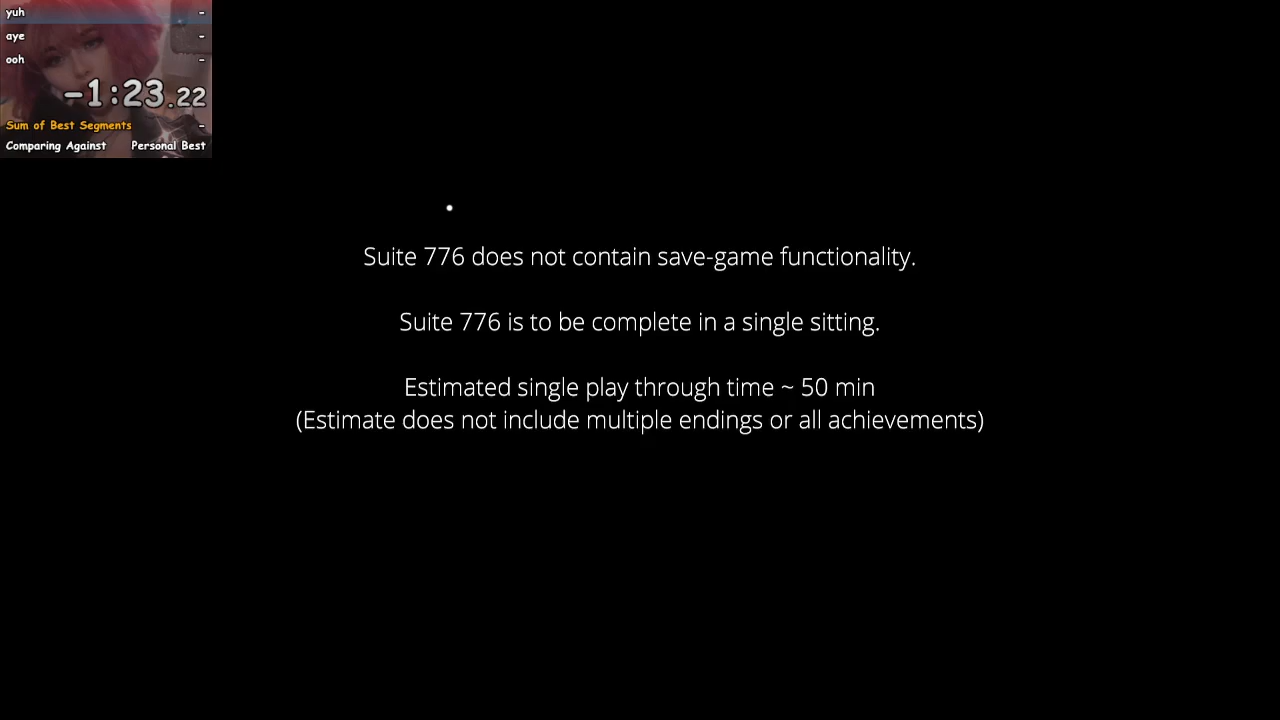 yuh -
aye -
ooh -
-1:23.22
Sum of Best Segments -
Comparing Against Personal Best
Suite 776 does not contain save-game functionality.
Suite 776 is to be complete in a single sitting.
Estimated single play through time ~ 50 min
(Estimate does not include multiple endings or all achievements)